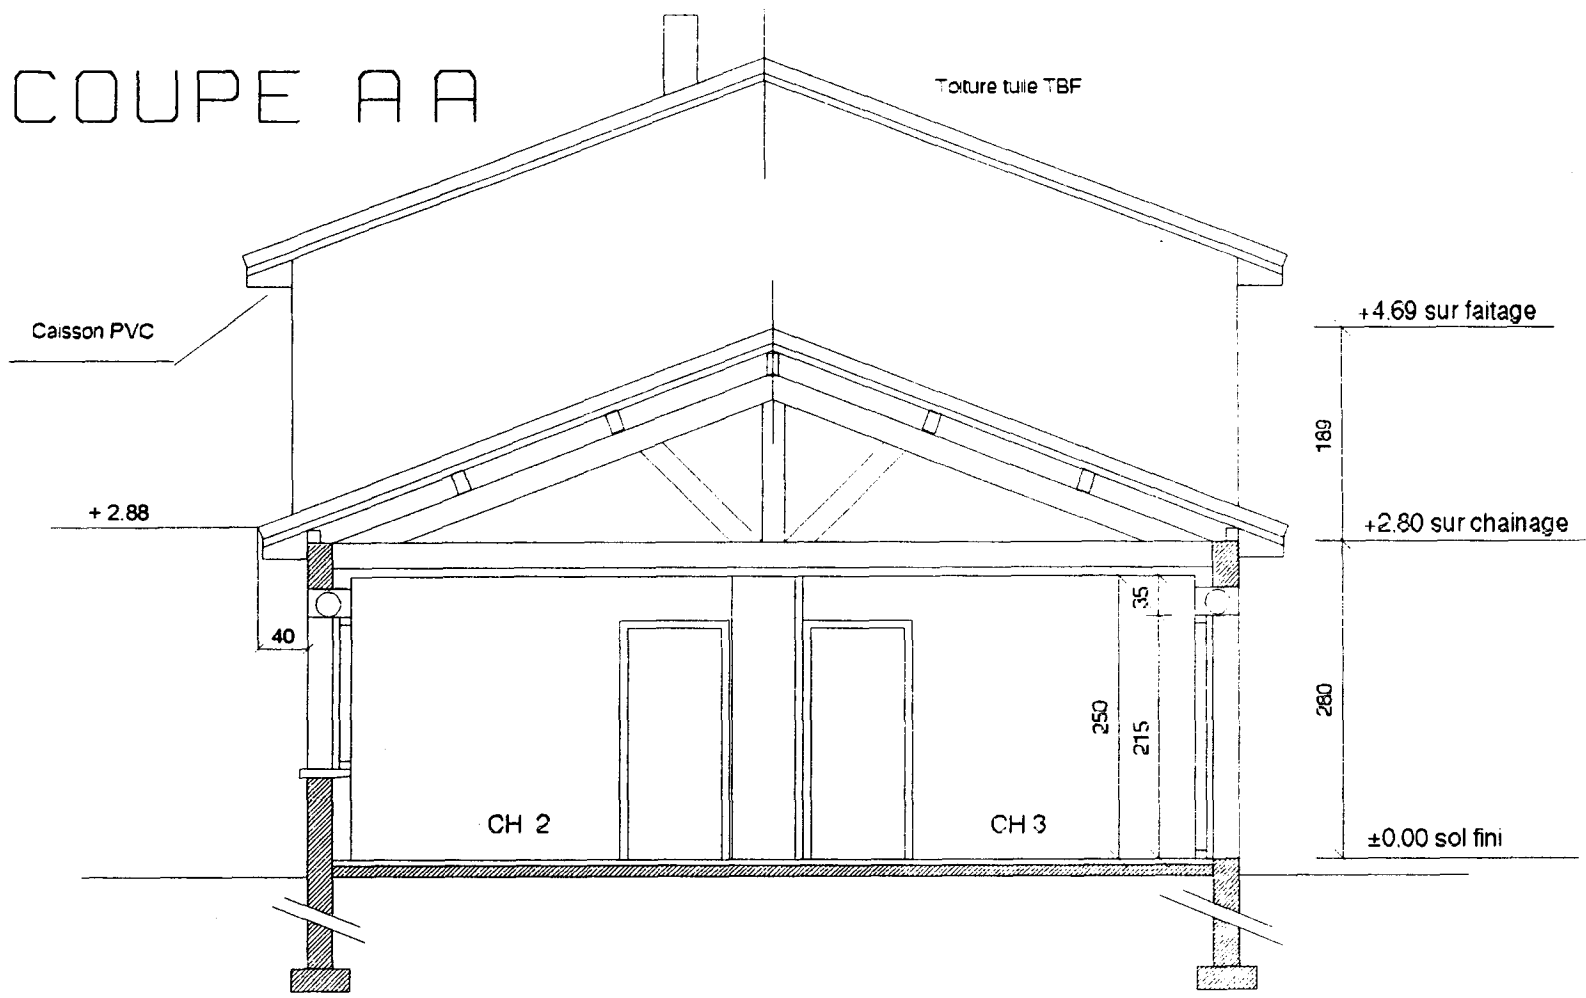 COUPE AA
Toiture tuile TBF
+4.69 sur faitage
Caisson PVC
189
+ 2.88
+2.80 sur chainage
35
40
280
250
215
CH 2
CH 3
±0.00 sol fini